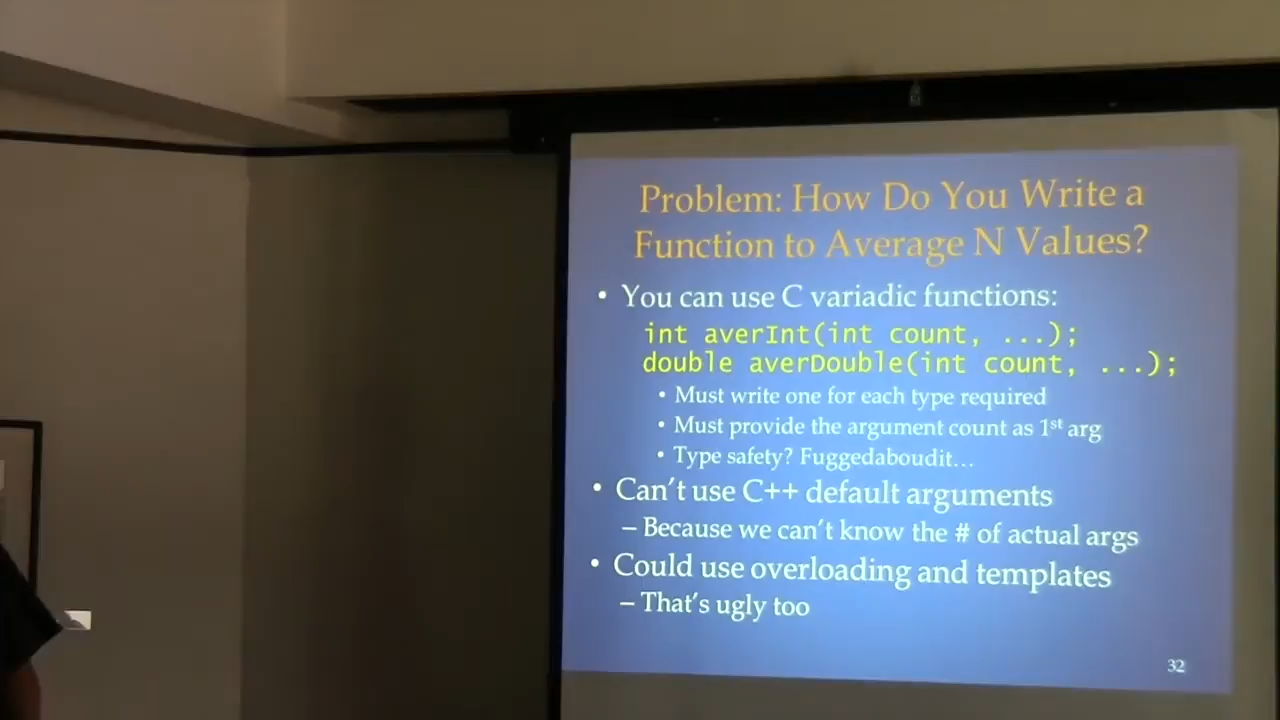 Problem: How Do You Write a
Function to Average N Values?
• You can use C variadic functions:
int averInt(int count, ...);
double averDouble(int count, ...);
• Must write one for each type required
• Must provide the argument count as 1st arg
• Type safety? Fuggedaboudit…
• Can't use C++ default arguments
– Because we can't know the # of actual args
• Could use overloading and templates
– That's ugly too
32